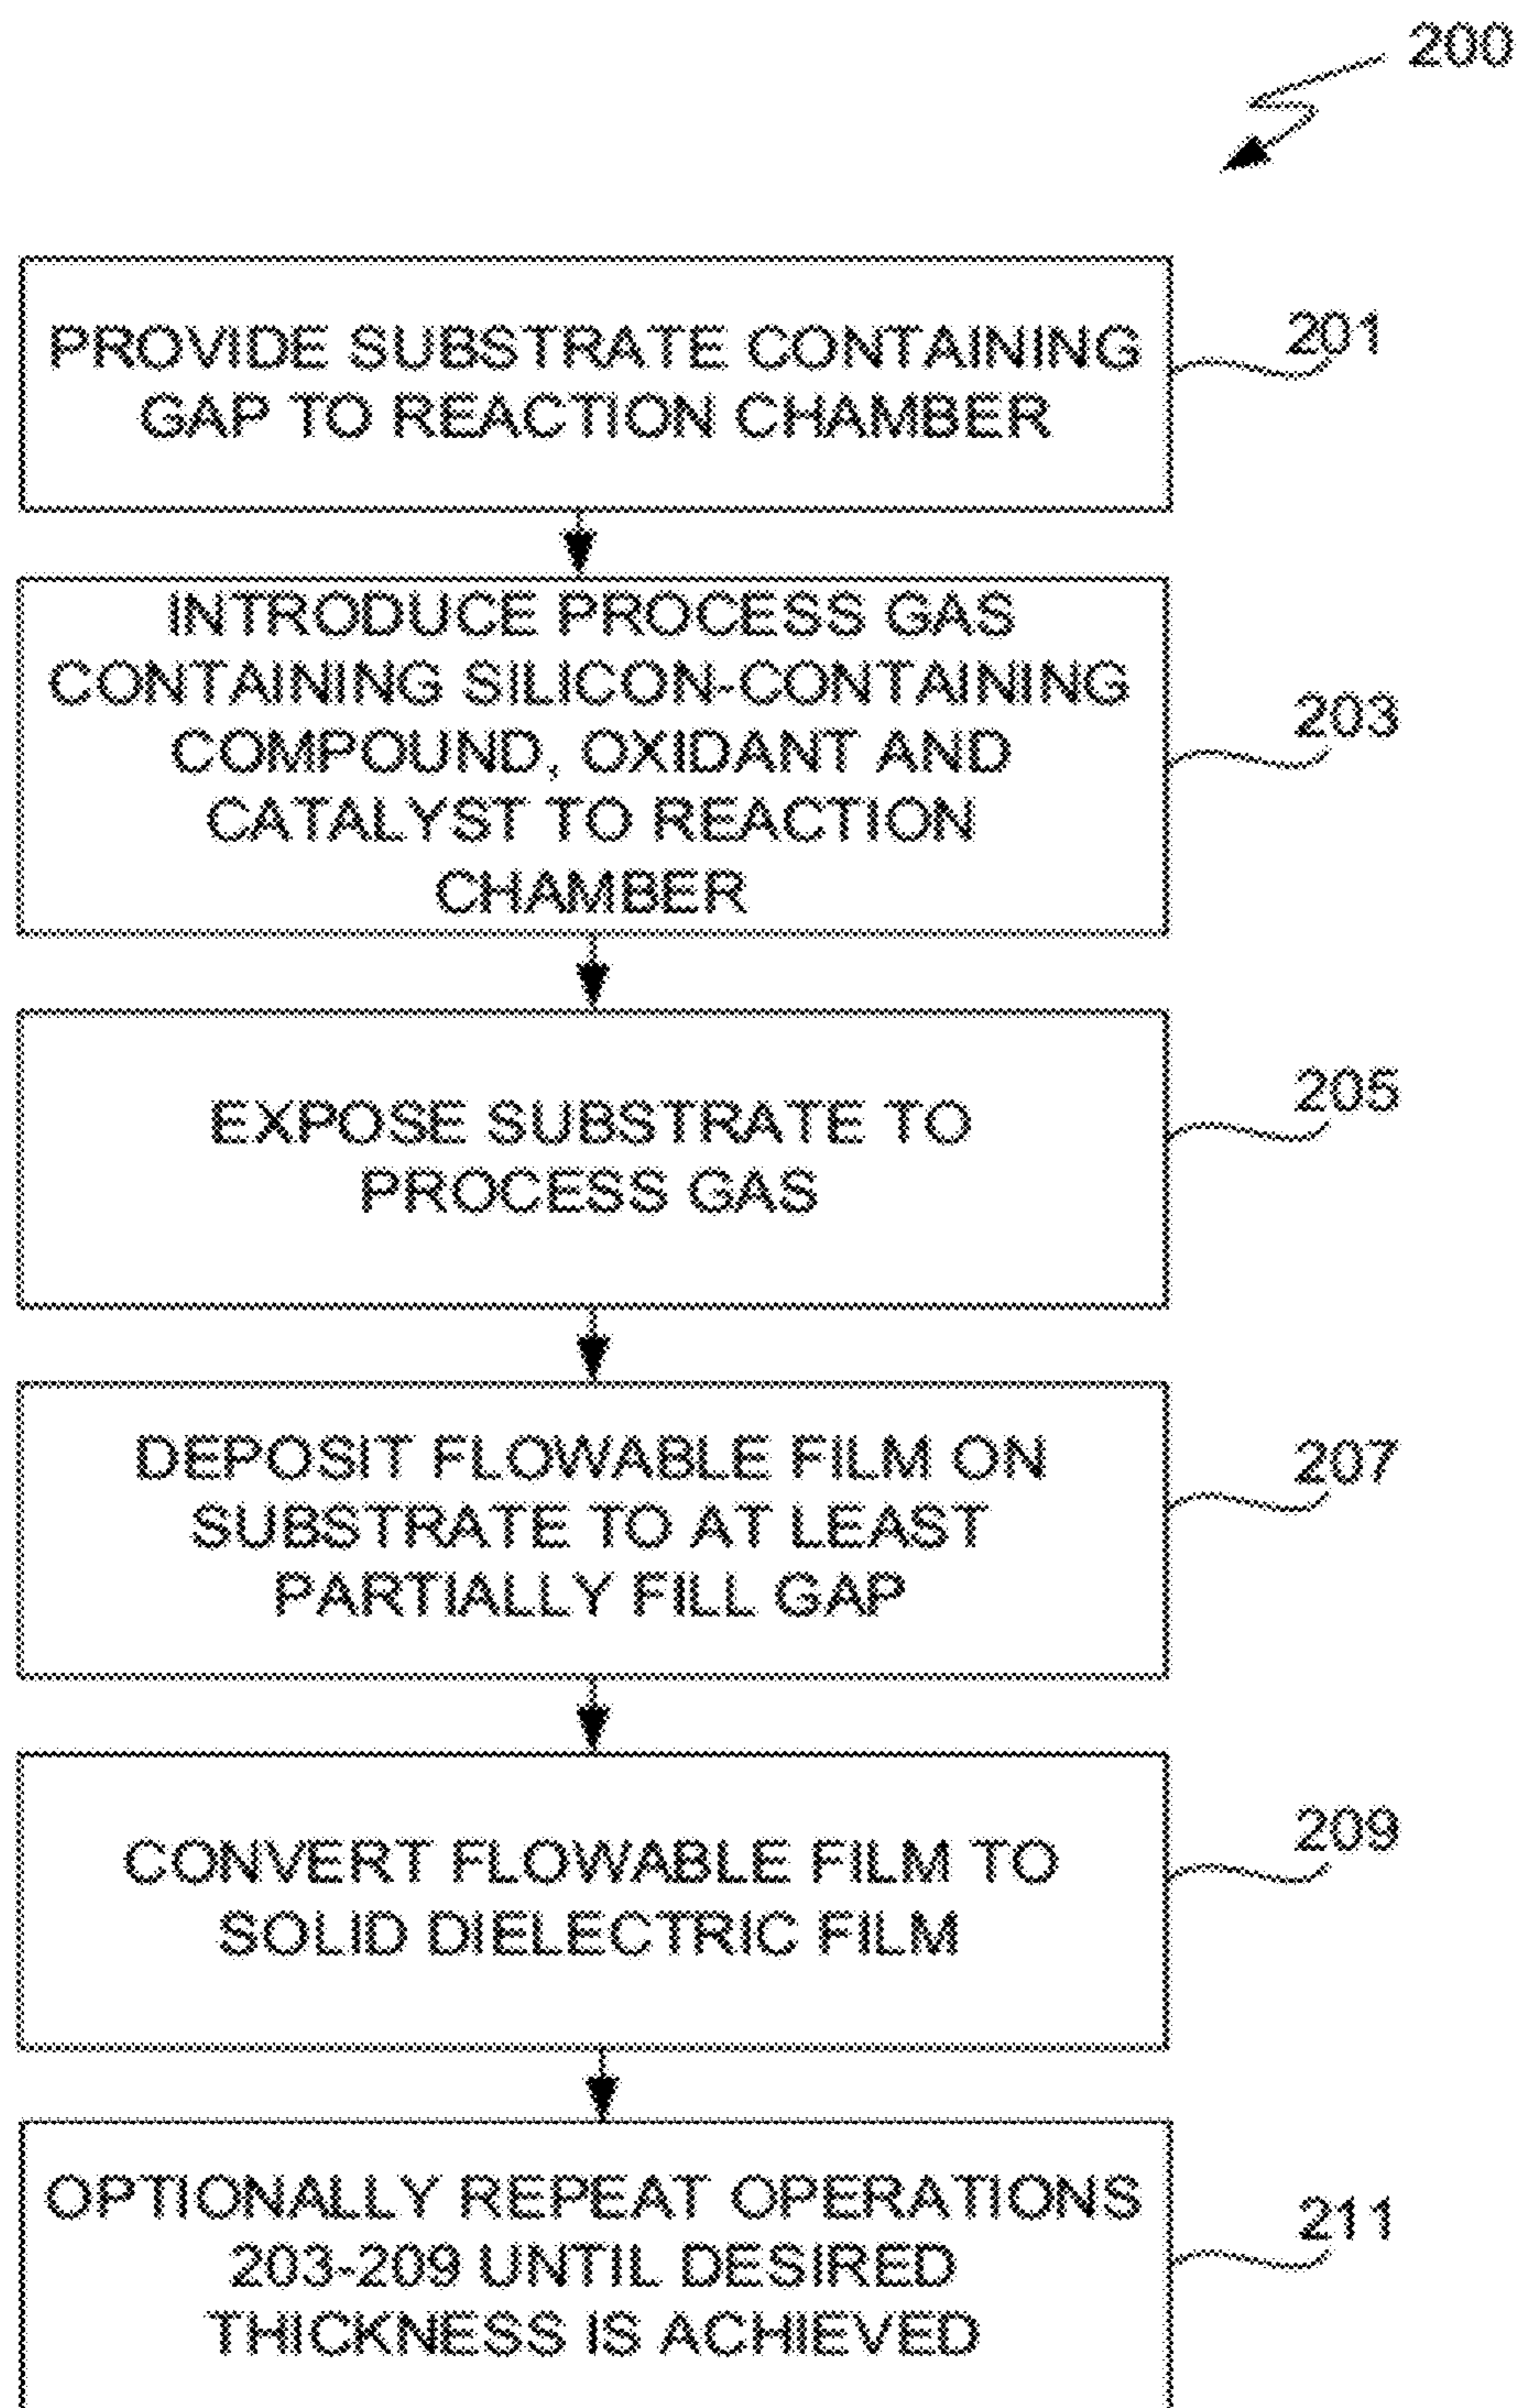 200
PROVIDE SUBSTRATE CONTAINING
GAP TO REACTION CHAMBER
201
INTRODUCE PROCESS GAS
CONTAINING SILICON-CONTAINING
COMPOUND, OXIDANT AND
CATALYST TO REACTION
CHAMBER
203
EXPOSE SUBSTRATE TO
PROCESS GAS
205
DEPOSIT FLOWABLE FILM ON
SUBSTRATE TO AT LEAST
PARTIALLY FILL GAP
207
CONVERT FLOWABLE FILM TO
SOLID DIELECTRIC FILM
209
OPTIONALLY REPEAT OPERATIONS
203-209 UNTIL DESIRED
THICKNESS IS ACHIEVED
211